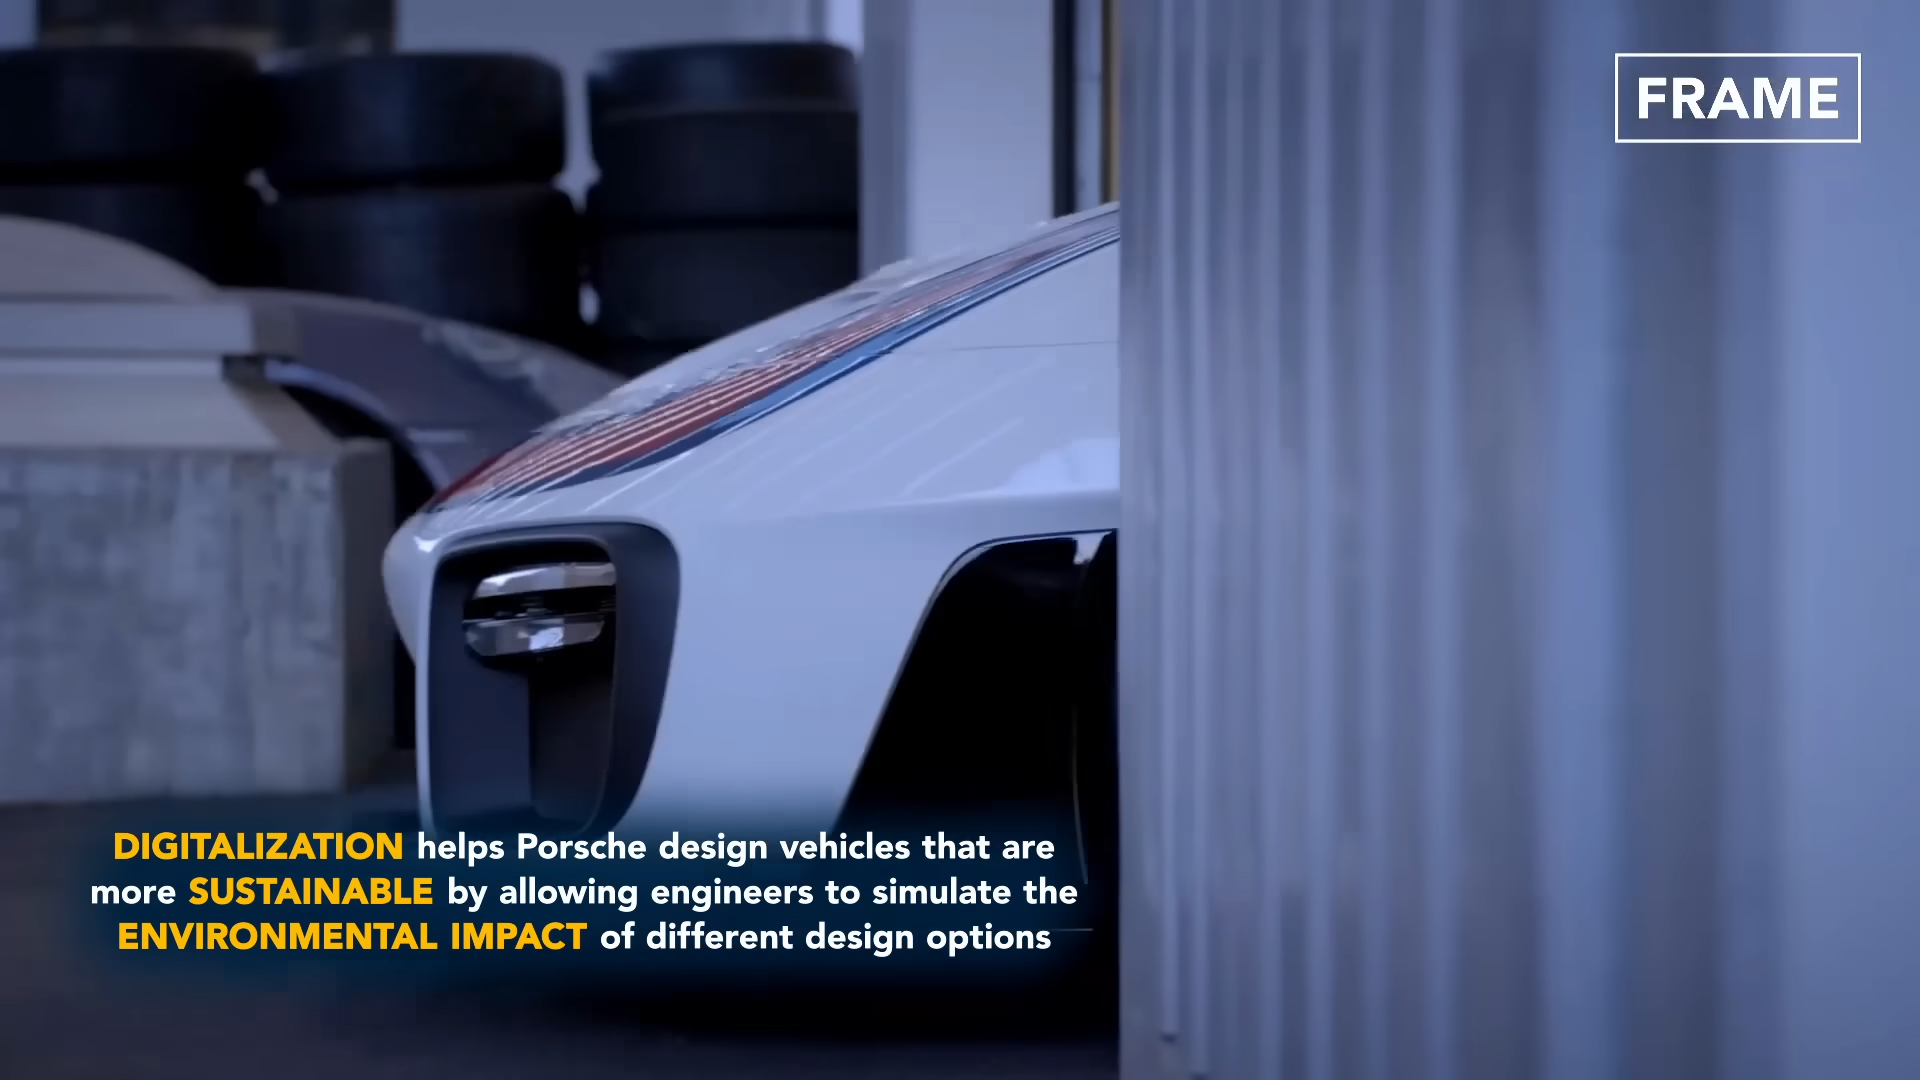 FRAME
DIGITALIZATION helps Porsche design vehicles that are
more SUSTAINABLE by allowing engineers to simulate the
ENVIRONMENTAL IMPACT of different design options